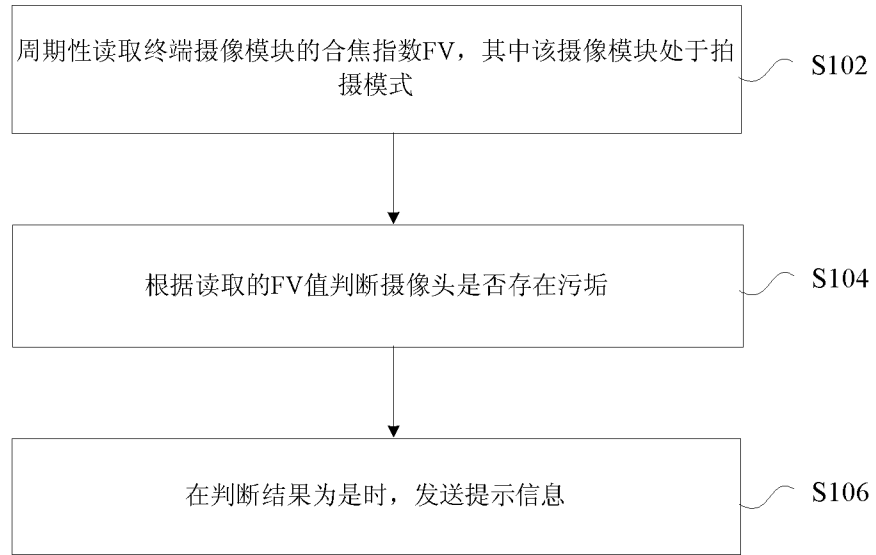 周期性读取终端摄像模块的合焦指数FV，其中该摄像模块处于拍
摄模式
S102
根据读取的FV值判断摄像头是否存在污垢
S104
在判断结果为是时，发送提示信息
S106